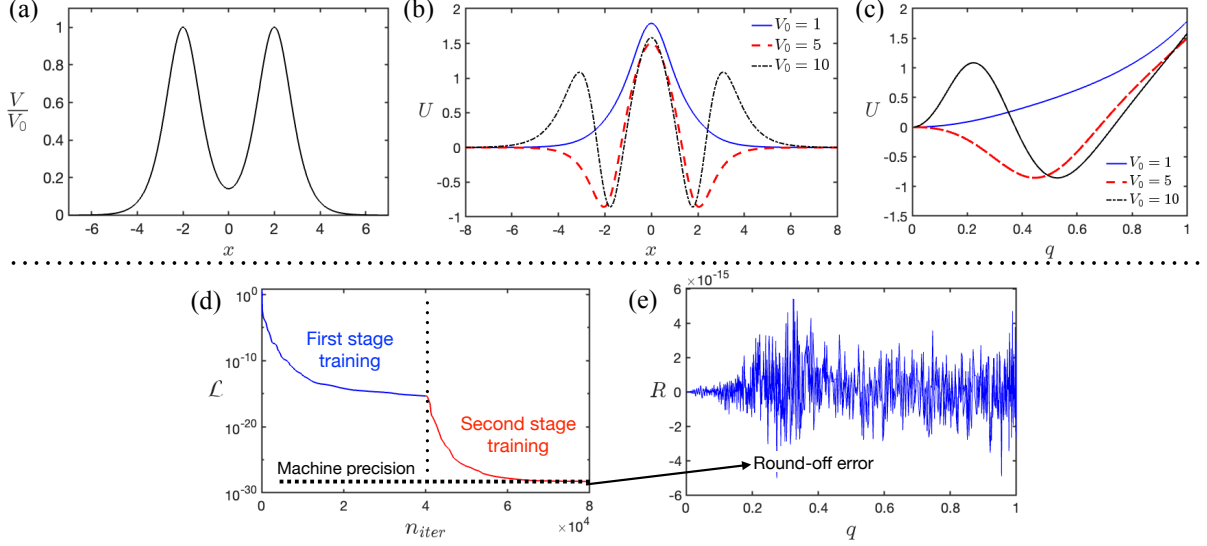 (a)
1
0.8
0.6
0.4
0.2
0
V
V₀
-6 -4 -2 0 2 4 6
x
(b)
2
1.5
1
0.5
0
-0.5
-1
U
V₀ = 1
V₀ = 5
V₀ = 10
-8 -6 -4 -2 0 2 4 6 8
x
(c)
2
1.5
1
0.5
0
-0.5
-1
-1.5
U
V₀ = 1
V₀ = 5
V₀ = 10
0 0.2 0.4 0.6 0.8 1
q
(d)
10⁰
10⁻¹⁰
10⁻²⁰
10⁻³⁰
ℒ
First stage
training
Second stage
training
Machine precision
0 2 4 6 8
×10⁴
n_iter
(e)
×10⁻¹⁵
6
4
2
0
-2
-4
-6
R
Round-off error
0 0.2 0.4 0.6 0.8 1
q